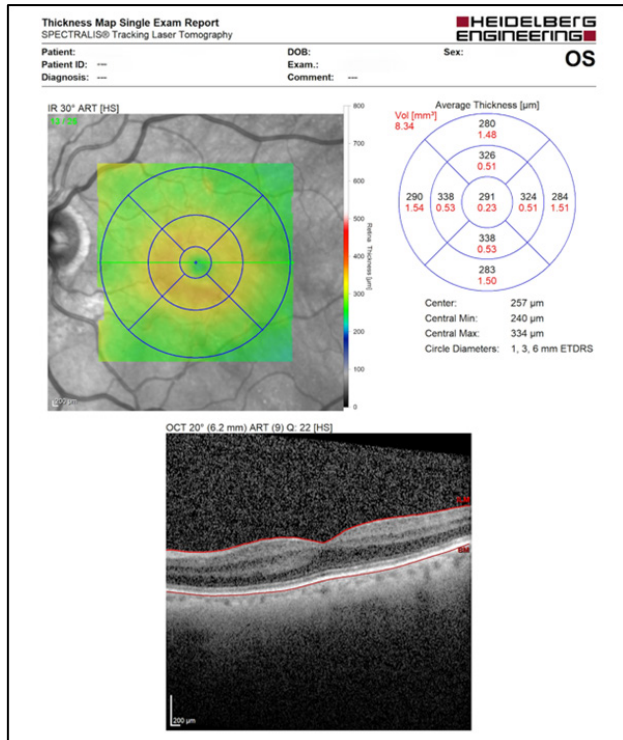 Thickness Map Single Exam Report
SPECTRALIS® Tracking Laser Tomography
HEIDELBERG
ENGINEERING
Patient: DOB: Sex:
OS
Patient ID: --- Exam.:
Diagnosis: --- Comment: ---
IR 30° ART [HS]
800
700
600
500
400
300
200
100
0
Retina Thickness [µm]
200 µm
Average Thickness [µm]
Vol [mm³]
8.34
280
1.48
326
0.51
290 338 291 324 284
1.54 0.53 0.23 0.51 1.51
338
0.53
283
1.50
Center: 257 µm
Central Min: 240 µm
Central Max: 334 µm
Circle Diameters: 1, 3, 6 mm ETDRS
OCT 20° (6.2 mm) ART (9) Q: 22 [HS]
BM
200 µm